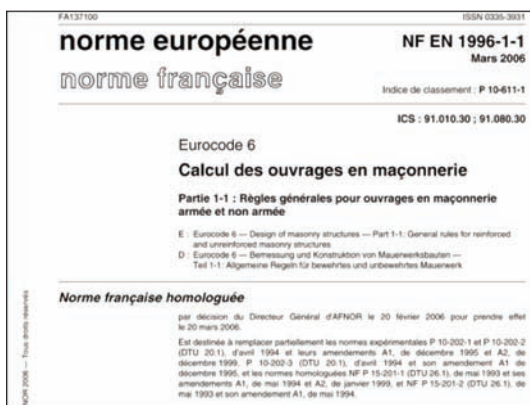 FA137100 ISSN 0335-3931
norme européenne NF EN 1996-1-1
Mars 2006
norme française
Indice de classement : P 10-611-1
ICS : 91.010.30 ; 91.080.30
Eurocode 6
Calcul des ouvrages en maçonnerie
Partie 1-1 : Règles générales pour ouvrages en maçonnerie
armée et non armée
E : Eurocode 6 — Design of masonry structures — Part 1-1: General rules for reinforced
and unreinforced masonry structures
D : Eurocode 6 — Bemessung und Konstruktion von Mauerwerksbauten —
Teil 1-1: Allgemeine Regeln für bewehrtes und unbewehrtes Mauerwerk
Norme française homologuée
par décision du Directeur Général d'AFNOR le 20 février 2006 pour prendre effet
le 20 mars 2006.
Est destinée à remplacer partiellement les normes expérimentales P 10-202-1 et P 10-202-2
(DTU 20.1), d'avril 1994 et leurs amendements A1, de décembre 1995 et A2, de
décembre 1999, P 10-202-3 (DTU 20.1), d'avril 1994 et son amendement A1 de
décembre 1995, et les normes homologuées NF P 15-201-1 (DTU 26.1), de mai 1993 et ses
amendements A1, de mai 1994 et A2, de janvier 1999, et NF P 15-201-2 (DTU 26.1), de
mai 1993 et son amendement A1, de mai 1994.
NOR 2006 — Tous droits réservés